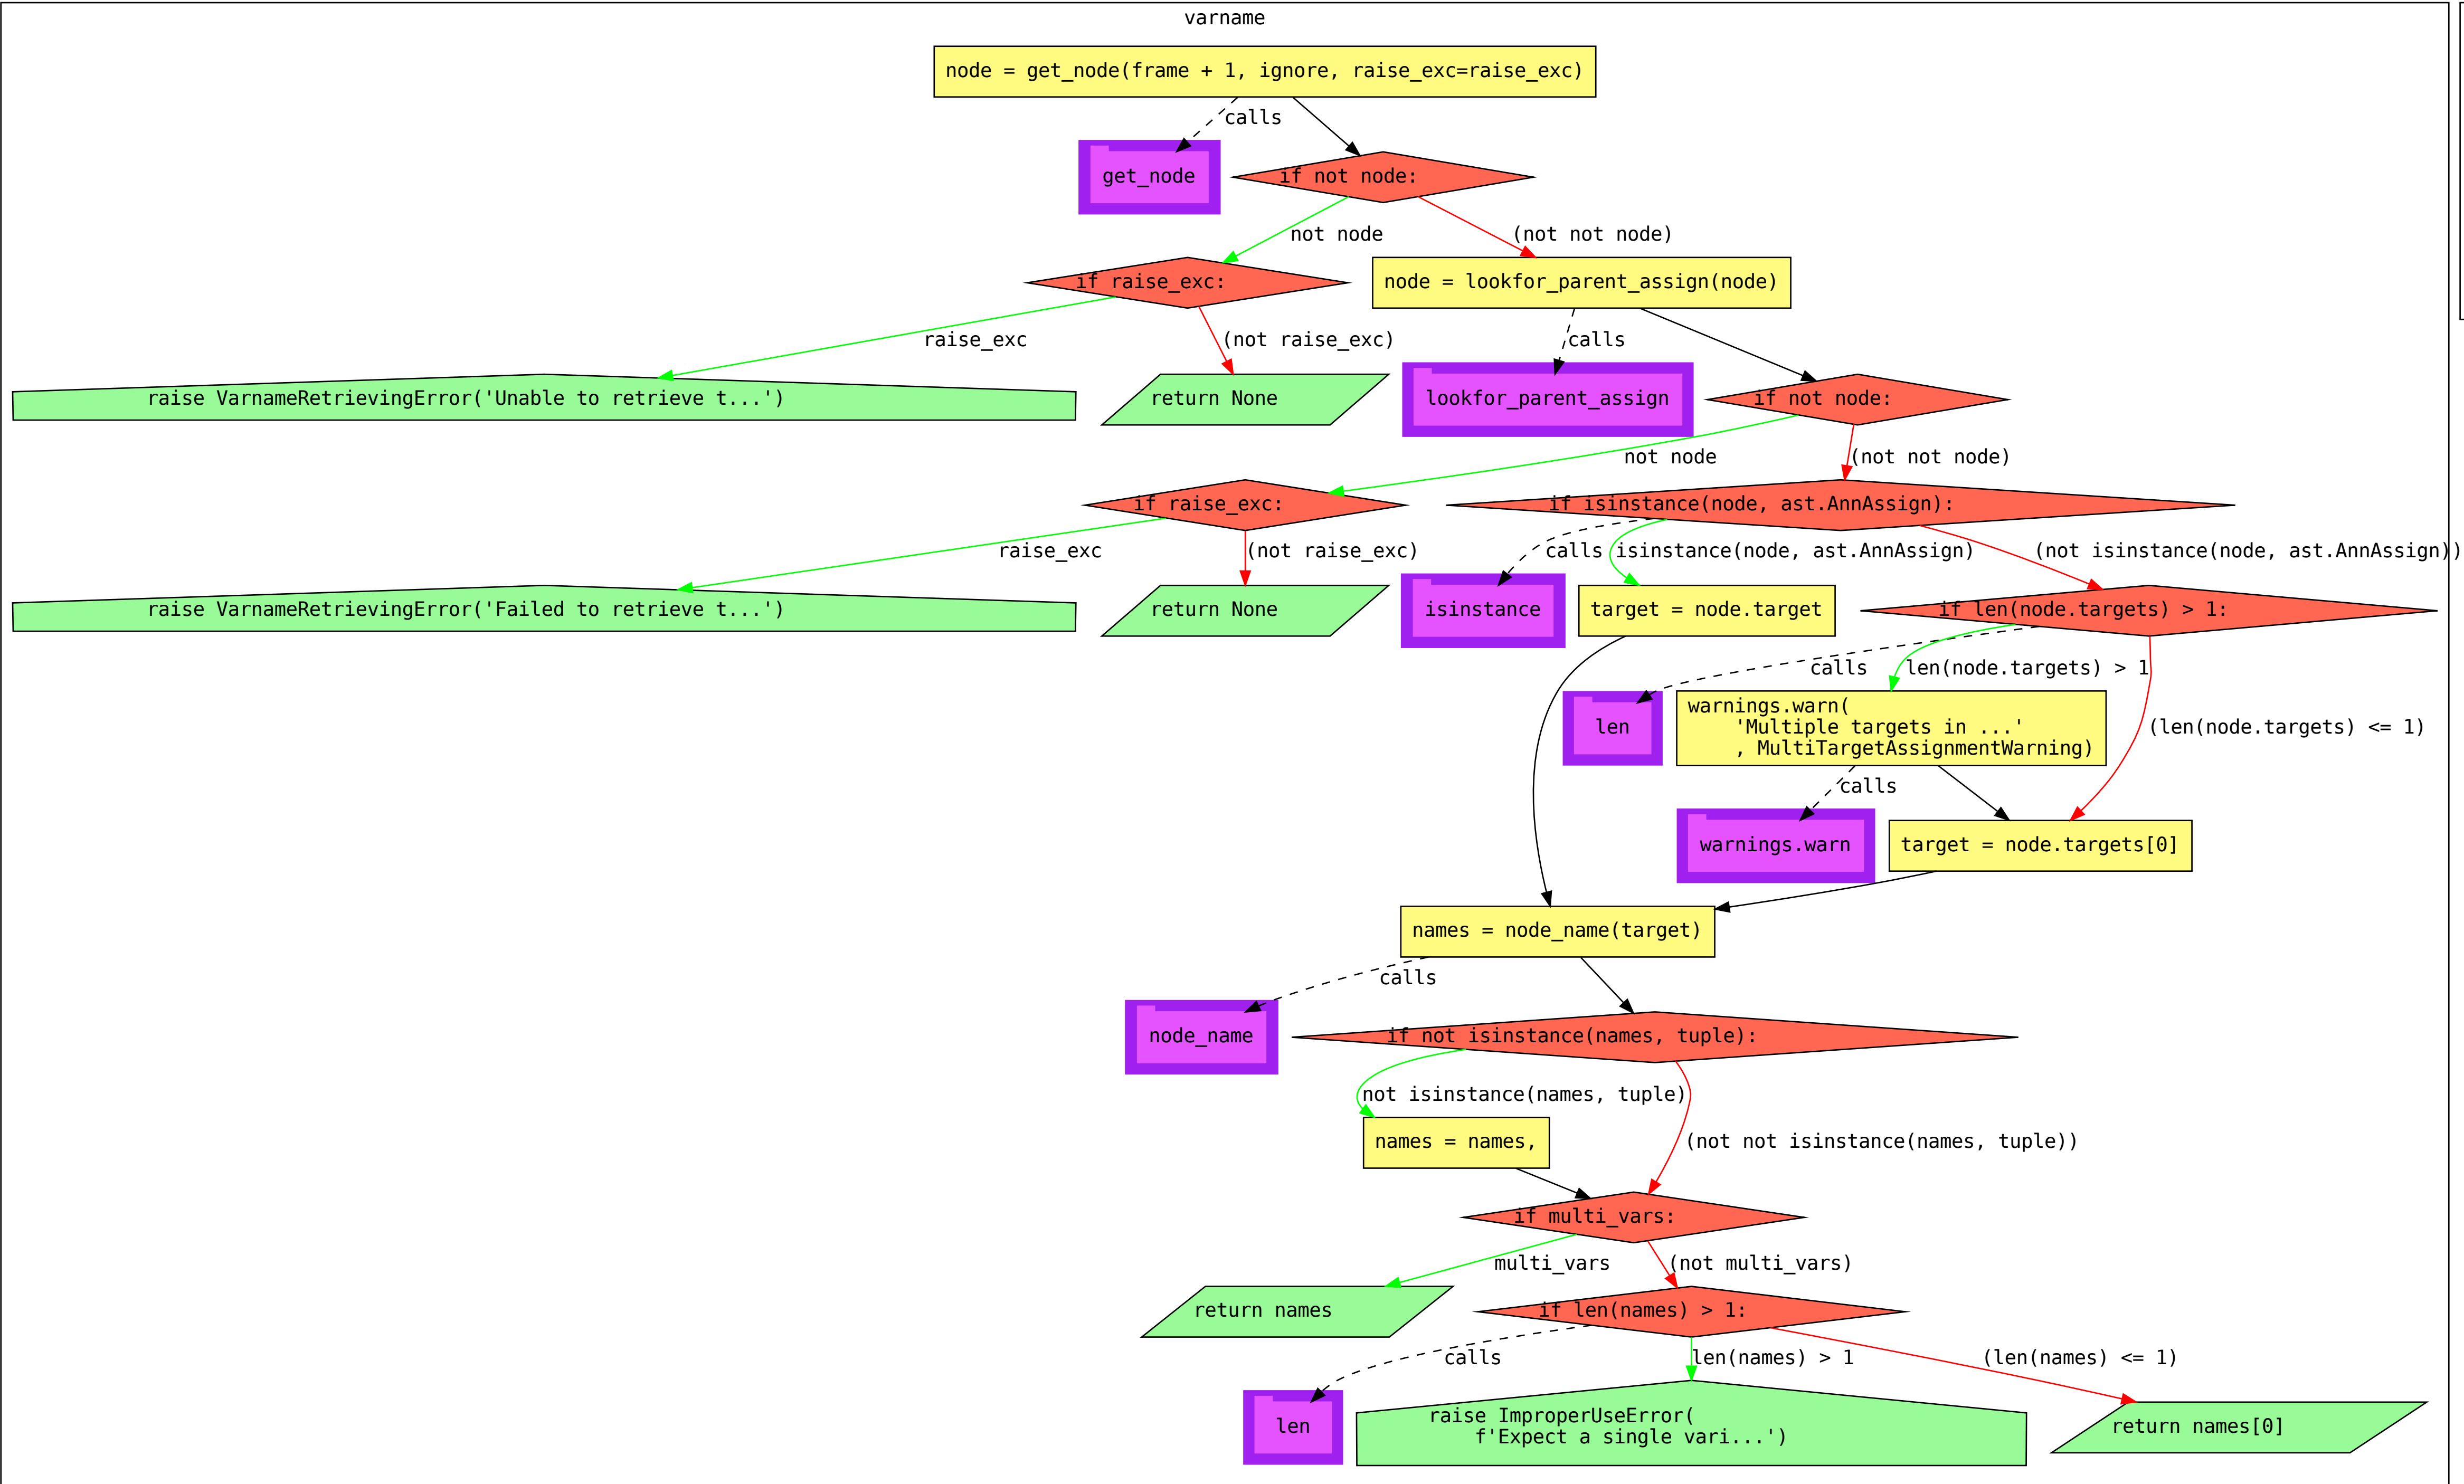 varname
node = get_node(frame + 1, ignore, raise_exc=raise_exc)
calls
get_node
if not node:
not node
(not not node)
if raise_exc:
node = lookfor_parent_assign(node)
raise_exc
(not raise_exc)
calls
raise VarnameRetrievingError('Unable to retrieve t...')
return None
lookfor_parent_assign
if not node:
not node
(not not node)
if raise_exc:
if isinstance(node, ast.AnnAssign):
raise_exc
(not raise_exc)
calls
isinstance(node, ast.AnnAssign)
(not isinstance(node, ast.AnnAssign))
raise VarnameRetrievingError('Failed to retrieve t...')
return None
isinstance
target = node.target
if len(node.targets) > 1:
calls
len(node.targets) > 1
len
warnings.warn(
'Multiple targets in ...'
, MultiTargetAssignmentWarning)
(len(node.targets) <= 1)
calls
warnings.warn
target = node.targets[0]
names = node_name(target)
calls
node_name
if not isinstance(names, tuple):
not isinstance(names, tuple)
names = names,
(not not isinstance(names, tuple))
if multi_vars:
multi_vars
(not multi_vars)
return names
if len(names) > 1:
calls
len(names) > 1
(len(names) <= 1)
len
raise ImproperUseError(
f'Expect a single vari...')
return names[0]